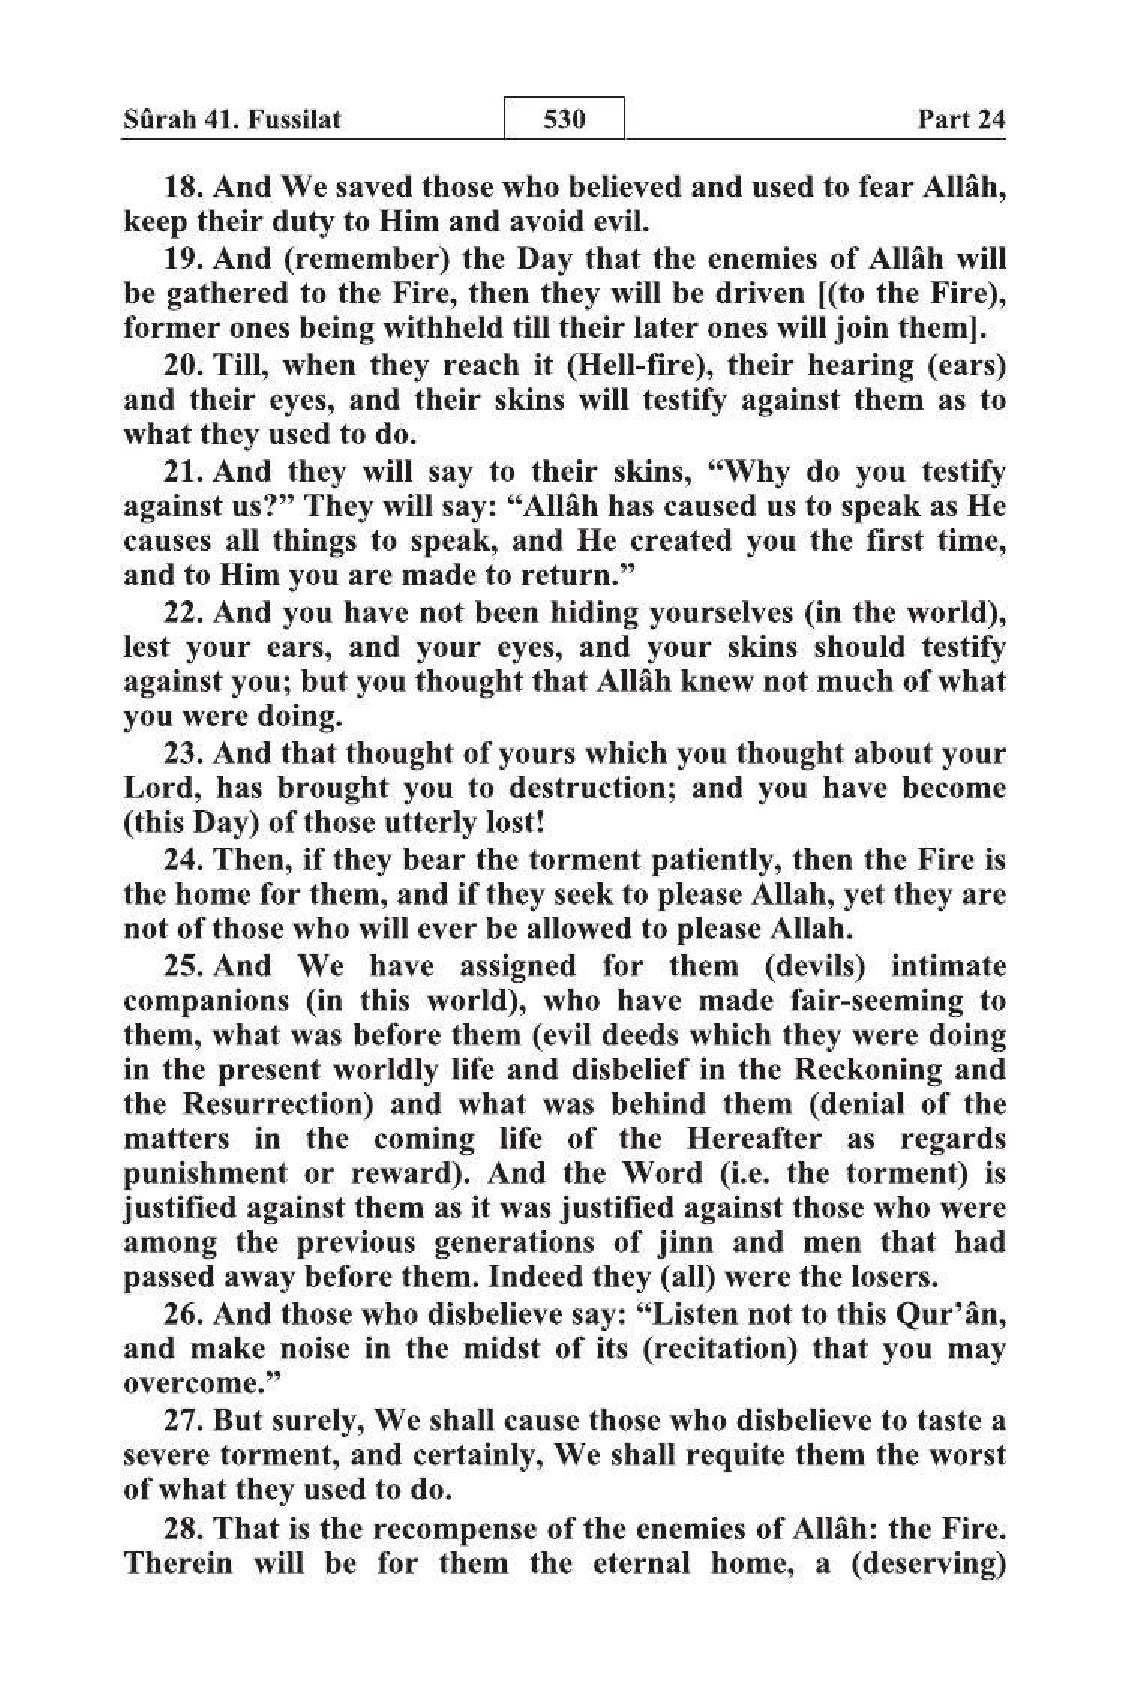 Sûrah 41. Fussilat 530 Part 24
18. And We saved those who believed and used to fear Allâh,
keep their duty to Him and avoid evil.
19. And (remember) the Day that the enemies of Allâh will
be gathered to the Fire, then they will be driven [(to the Fire),
former ones being withheld till their later ones will join them].
20. Till, when they reach it (Hell-fire), their hearing (ears)
and their eyes, and their skins will testify against them as to
what they used to do.
21. And they will say to their skins, “Why do you testify
against us?” They will say: “Allâh has caused us to speak as He
causes all things to speak, and He created you the first time,
and to Him you are made to return.”
22. And you have not been hiding yourselves (in the world),
lest your ears, and your eyes, and your skins should testify
against you; but you thought that Allâh knew not much of what
you were doing.
23. And that thought of yours which you thought about your
Lord, has brought you to destruction; and you have become
(this Day) of those utterly lost!
24. Then, if they bear the torment patiently, then the Fire is
the home for them, and if they seek to please Allah, yet they are
not of those who will ever be allowed to please Allah.
25. And We have assigned for them (devils) intimate
companions (in this world), who have made fair-seeming to
them, what was before them (evil deeds which they were doing
in the present worldly life and disbelief in the Reckoning and
the Resurrection) and what was behind them (denial of the
matters in the coming life of the Hereafter as regards
punishment or reward). And the Word (i.e. the torment) is
justified against them as it was justified against those who were
among the previous generations of jinn and men that had
passed away before them. Indeed they (all) were the losers.
26. And those who disbelieve say: “Listen not to this Qur’ân,
and make noise in the midst of its (recitation) that you may
overcome.”
27. But surely, We shall cause those who disbelieve to taste a
severe torment, and certainly, We shall requite them the worst
of what they used to do.
28. That is the recompense of the enemies of Allâh: the Fire.
Therein will be for them the eternal home, a (deserving)